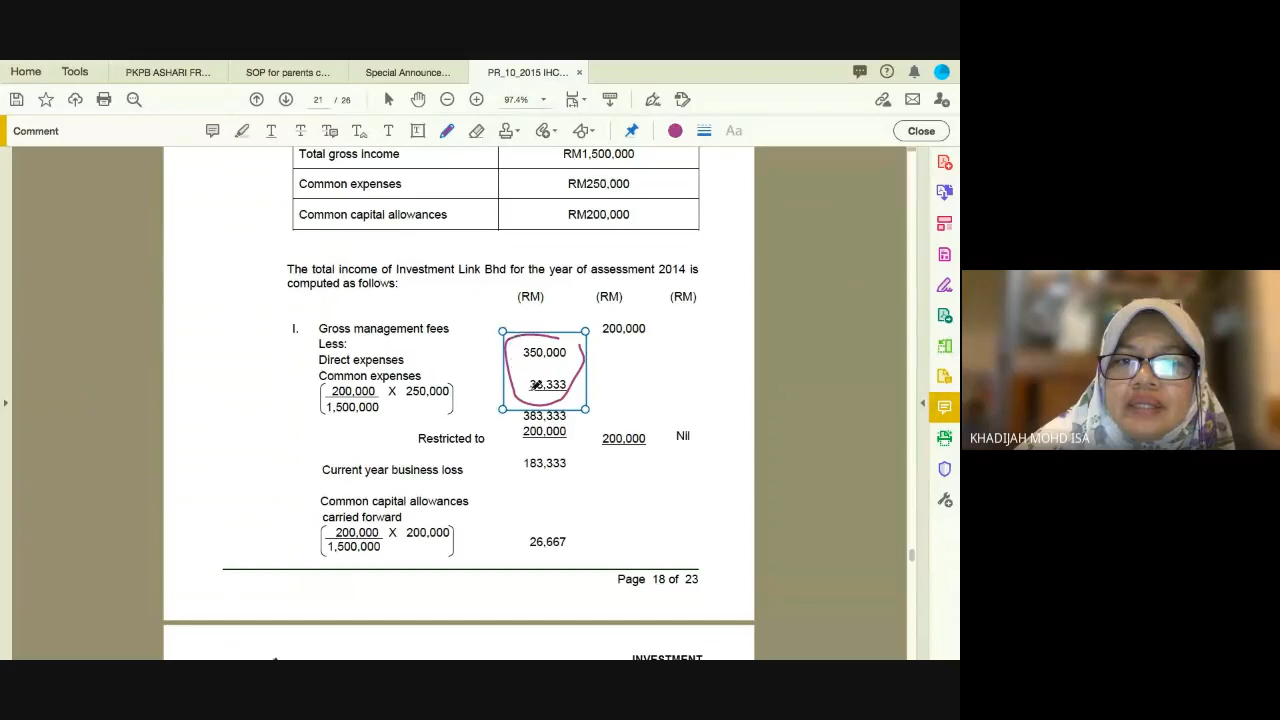 Home Tools PKPB ASHARI FR... SOP for parents c... Special Announce... PR_10_2015 IHC... ×
21 / 26 97.4%
Comment Aa Close
Total gross income RM1,500,000
Common expenses RM250,000
Common capital allowances RM200,000
The total income of Investment Link Bhd for the year of assessment 2014 is
computed as follows:
(RM) (RM) (RM)
I. Gross management fees 200,000
Less:
Direct expenses 350,000
Common expenses
200,000 X 250,000
1,500,000
383,333
Restricted to 200,000 200,000 Nil
Current year business loss 183,333
Common capital allowances
carried forward
200,000 X 200,000 26,667
1,500,000
Page 18 of 23
INVESTMENT
KHADIJAH MOHD ISA